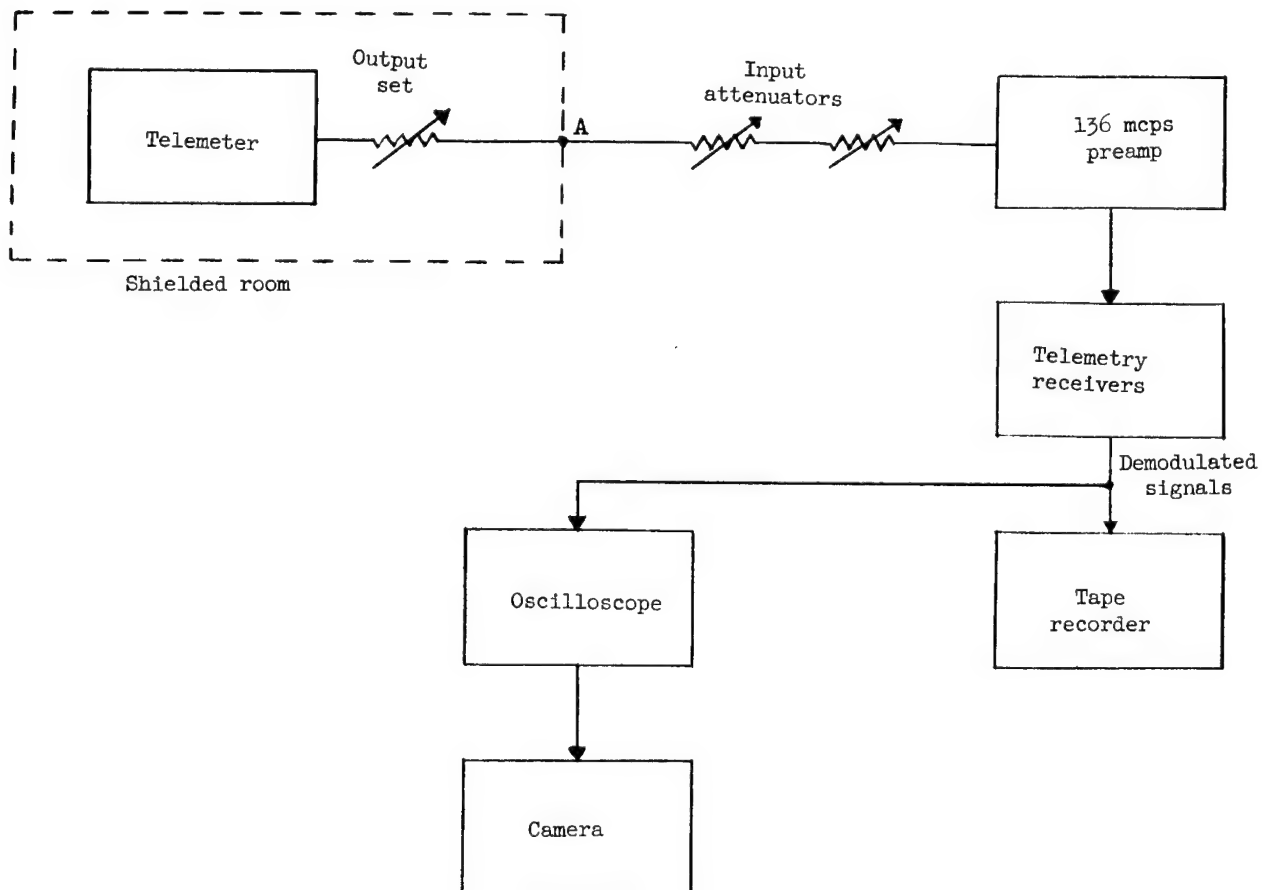 Output
set
Telemeter
A
Input
attenuators
136 mcps
preamp
Shielded room
Telemetry
receivers
Demodulated
signals
Oscilloscope
Tape
recorder
Camera